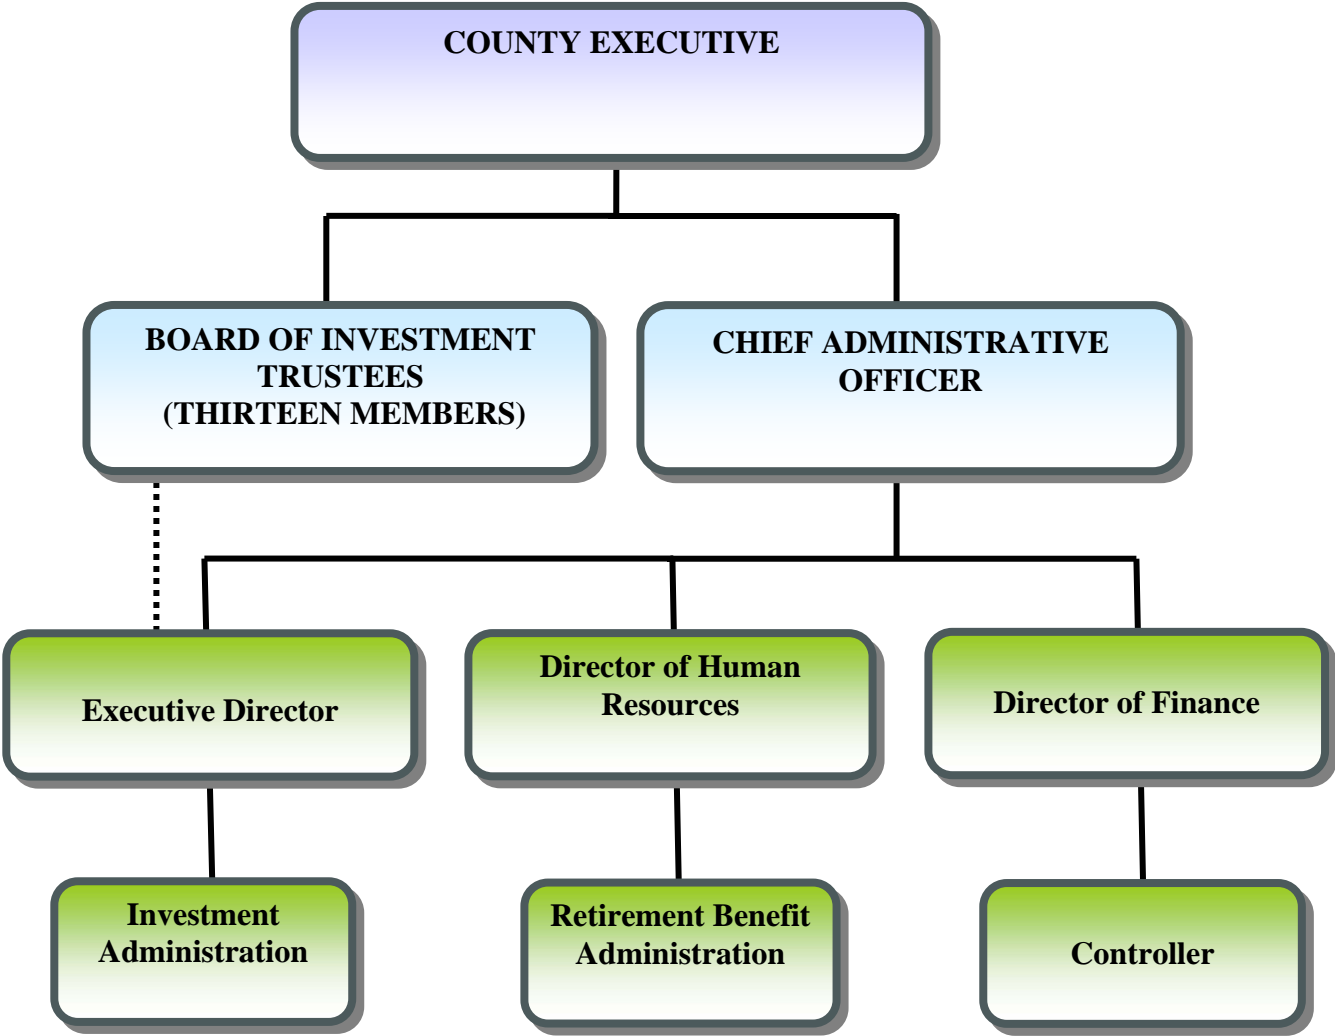 COUNTY EXECUTIVE
BOARD OF INVESTMENT
TRUSTEES
(THIRTEEN MEMBERS)
CHIEF ADMINISTRATIVE
OFFICER
Executive Director
Director of Human
Resources
Director of Finance
Investment
Administration
Retirement Benefit
Administration
Controller